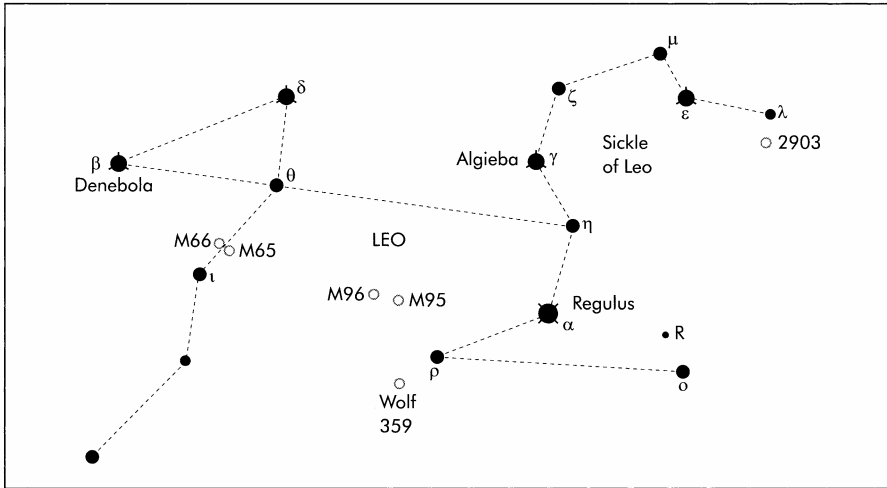 μ
δ
ζ
ε
λ
2903
Sickle
of Leo
Algieba
γ
β
Denebola
θ
η
LEO
M66
M65
ι
M96
M95
Regulus
α
R
ρ
ο
Wolf
359